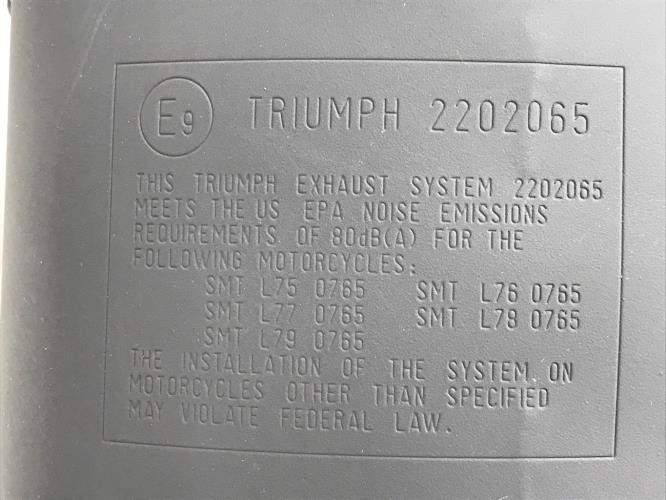 E9 TRIUMPH 2202065
THIS TRIUMPH EXHAUST SYSTEM 2202065
MEETS THE US EPA NOISE EMISSIONS
REQUIREMENTS OF 80dB(A) FOR THE
FOLLOWING MOTORCYCLES:
SMT L75 0765 SMT L76 0765
SMT L77 0765 SMT L78 0765
SMT L79 0765
THE INSTALLATION OF THE SYSTEM. ON
MOTORCYCLES OTHER THAN SPECIFIED
MAY VIOLATE FEDERAL LAW.